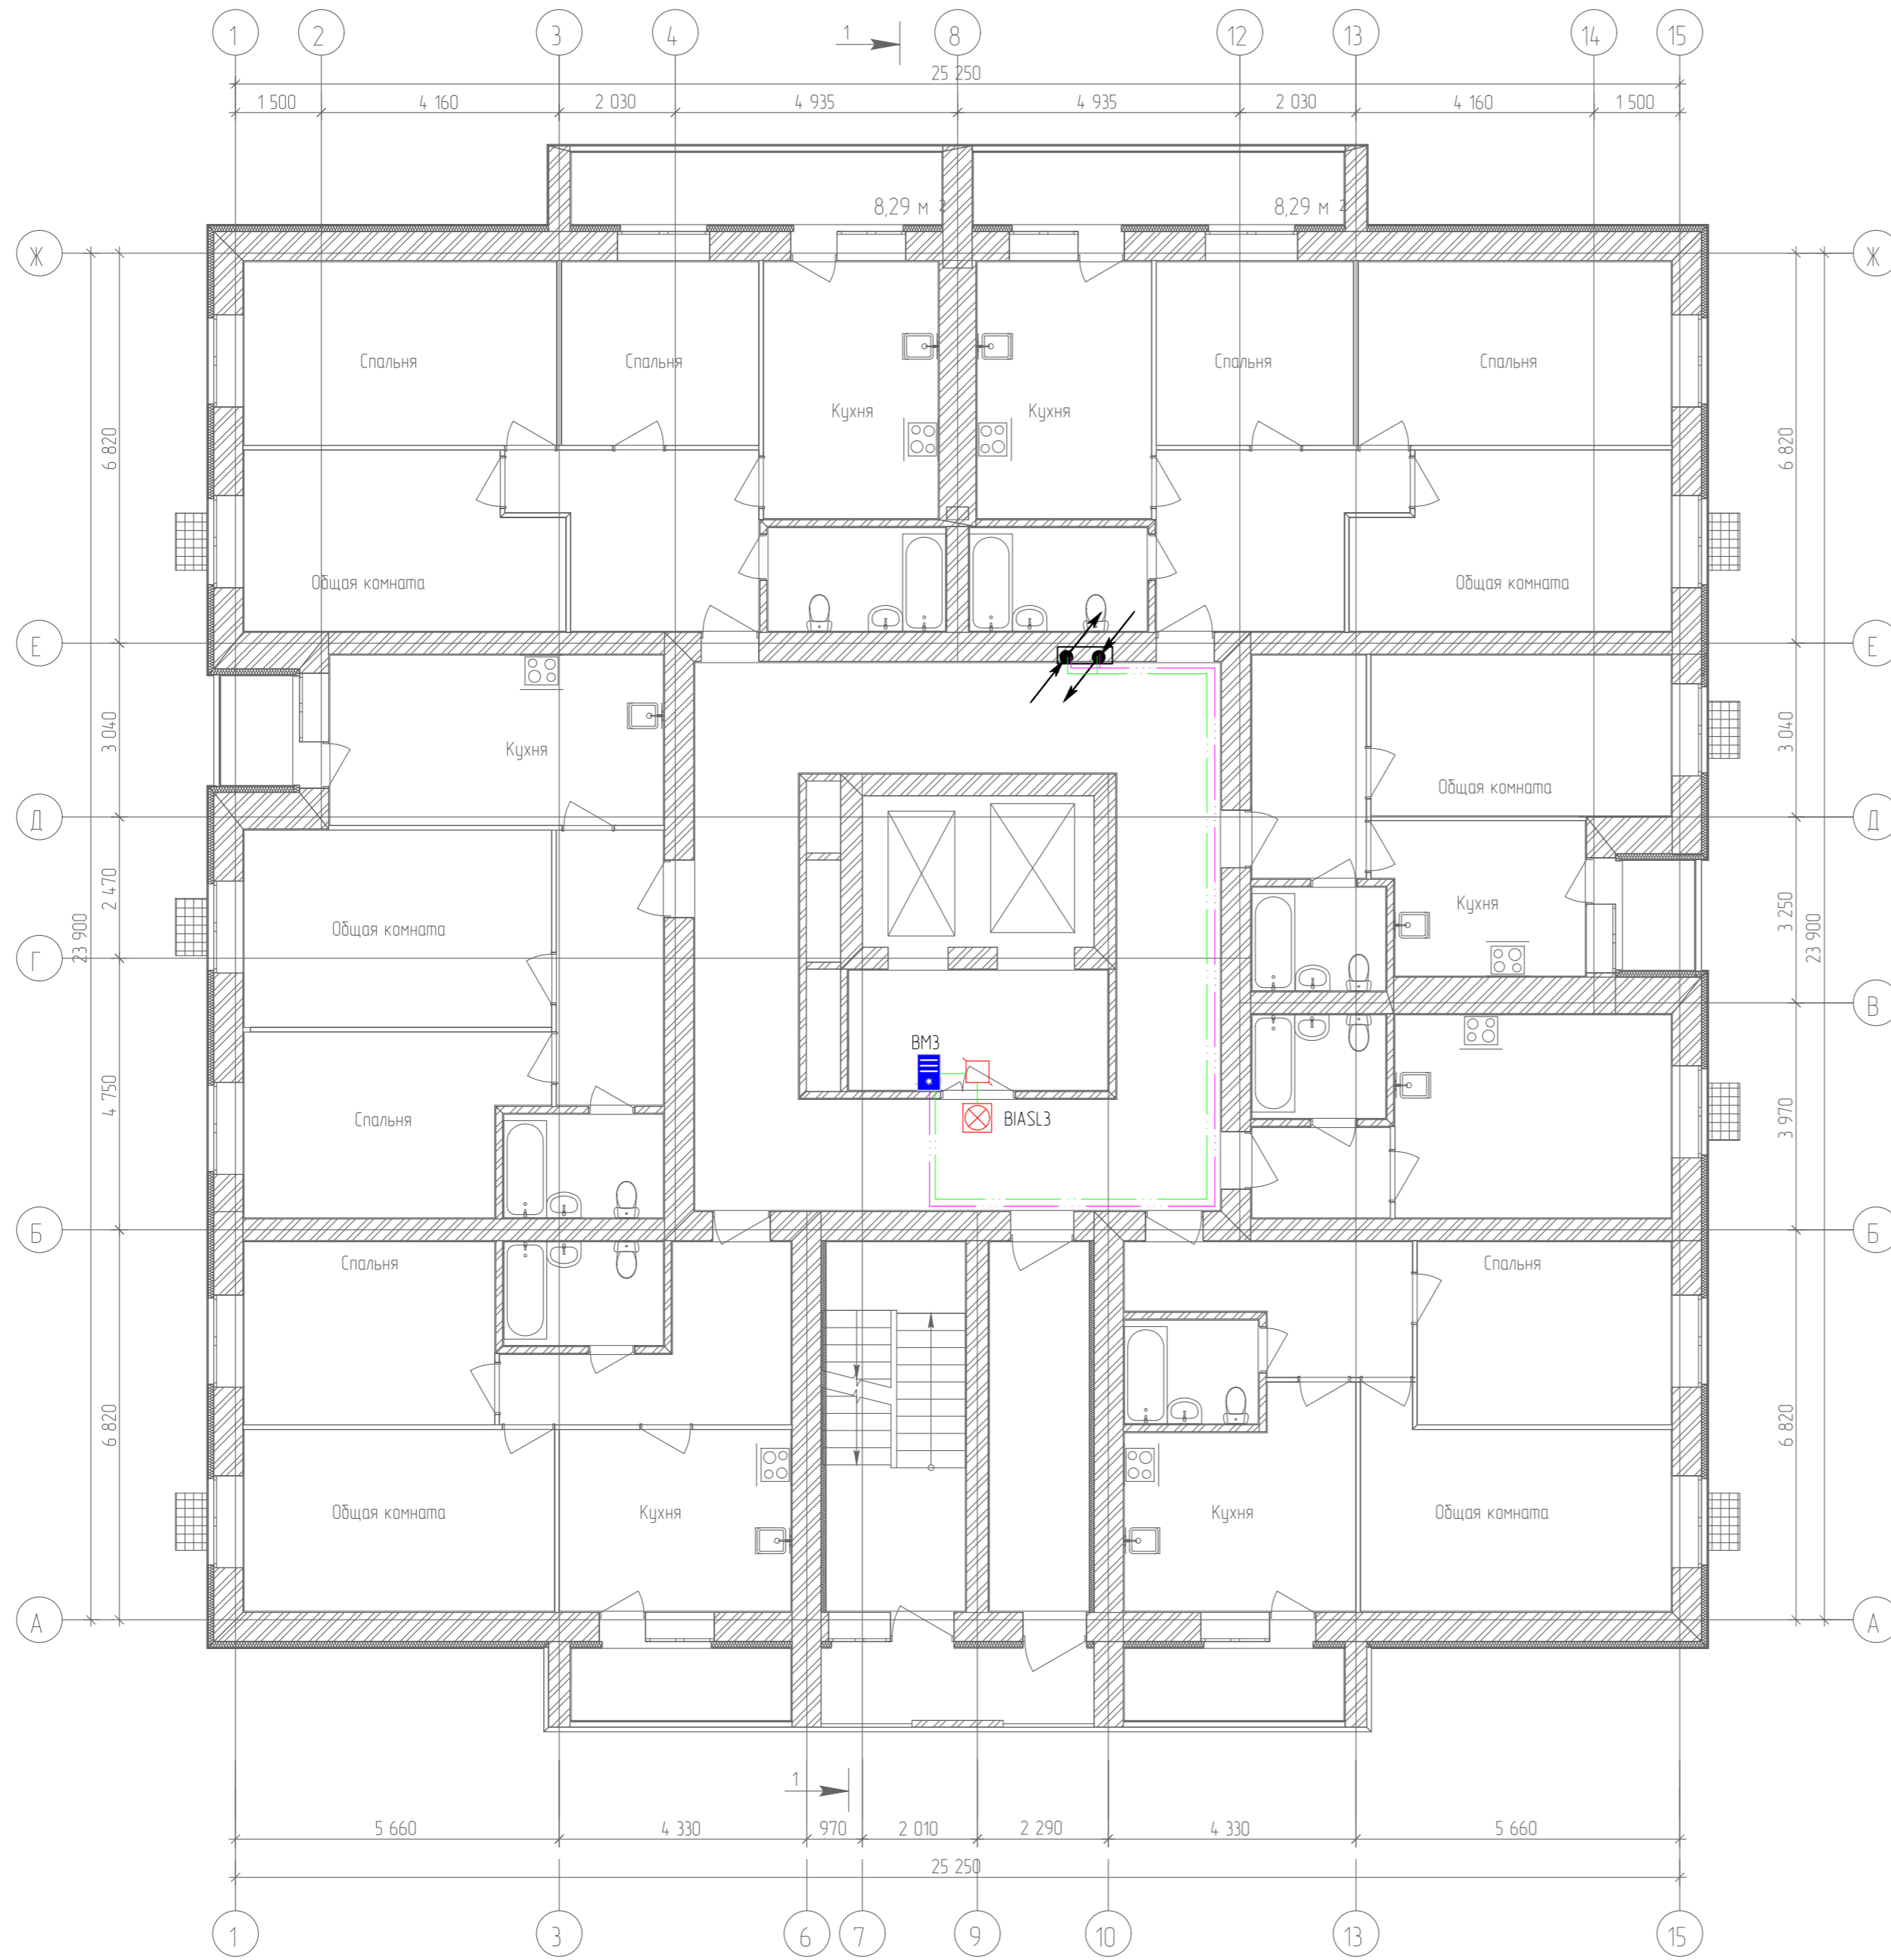 1 2 3 4 8 12 13 14 15
1
25 250
1 500 4 160 2 030 4 935 4 935 2 030 4 160 1 500
8,29 м 2 8,29 м 2
Ж Ж
Спальня Спальня Спальня Спальня
Кухня Кухня
6 820 6 820
Общая комната Общая комната
Е Е
3 040 Кухня 3 040
Общая комната
Д Д
2 470 Общая комната Кухня 3 250
23 900 23 900
Г
В
ВМ3
4 750 Спальня BIASL3 3 970
Б Б
Спальня Спальня
6 820 6 820
Общая комната Кухня Кухня Общая комната
А А
1
5 660 4 330 970 2 010 2 290 4 330 5 660
25 250
1 3 6 7 9 10 13 15